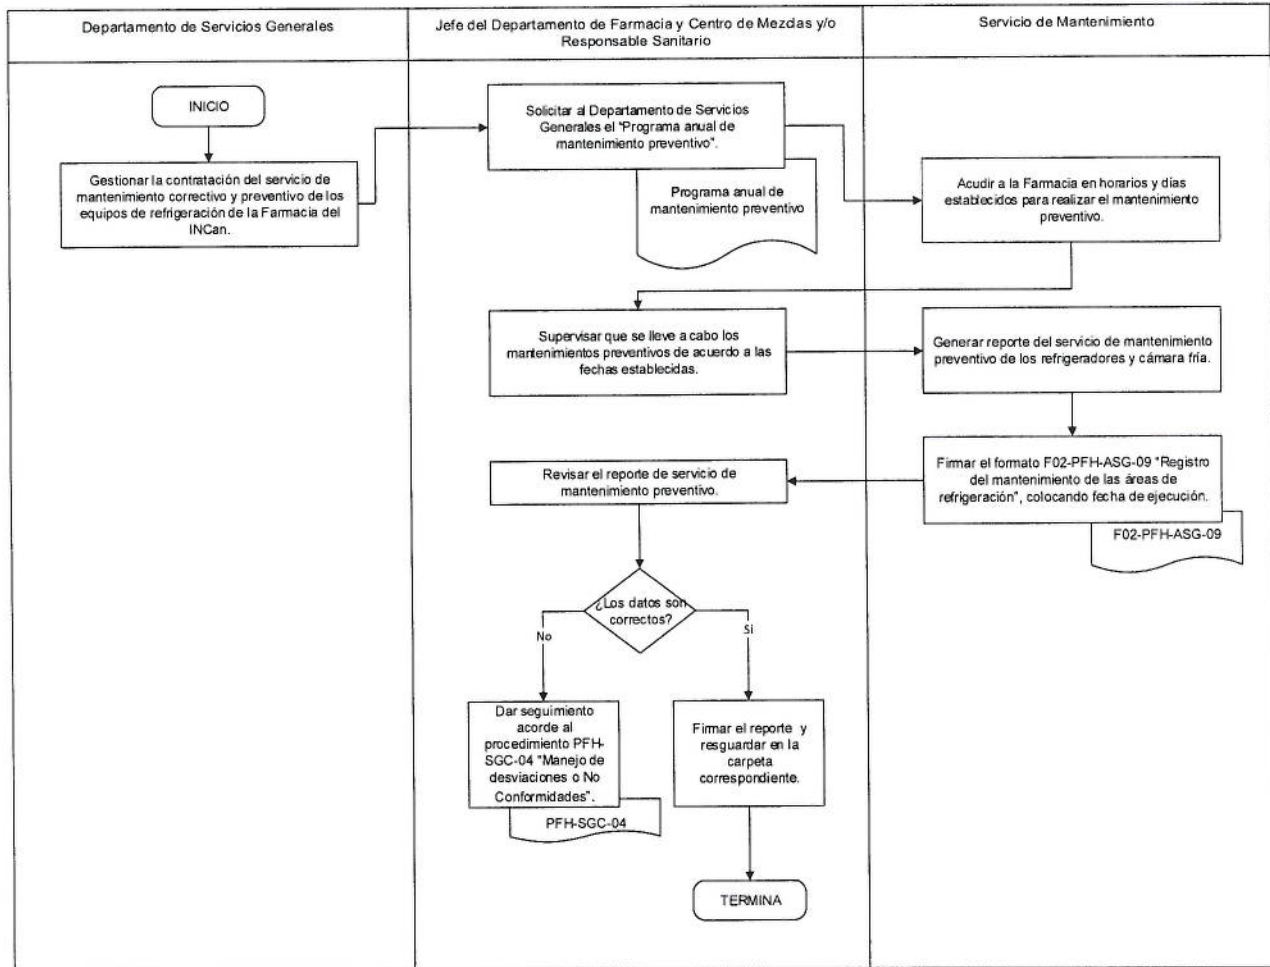 Departamento de Servicios Generales
Jefe del Departamento de Farmacia y Centro de Mezclas y/o
Responsable Sanitario
Servicio de Mantenimiento
INICIO
Gestionar la contratación del servicio de
mantenimiento correctivo y preventivo de los
equipos de refrigeración de la Farmacia del
INCan.
Solicitar al Departamento de Servicios
Generales el "Programa anual de
mantenimiento preventivo".
Programa anual de
mantenimiento preventivo
Acudir a la Farmacia en horarios y días
establecidos para realizar el mantenimiento
preventivo.
Supervisar que se lleve a cabo los
mantenimientos preventivos de acuerdo a las
fechas establecidas.
Generar reporte del servicio de mantenimiento
preventivo de los refrigeradores y cámara fría.
Firmar el formato F02-PFH-ASG-09 "Registro
del mantenimiento de las áreas de
refrigeración", colocando fecha de ejecución.
F02-PFH-ASG-09
Revisar el reporte de servicio de
mantenimiento preventivo.
¿Los datos son
correctos?
No
Si
Dar seguimiento
acorde al
procedimiento PFH-
SGC-04 "Manejo de
desviaciones o No
Conformidades".
PFH-SGC-04
Firmar el reporte y
resguardar en la
carpeta
correspondiente.
TERMINA